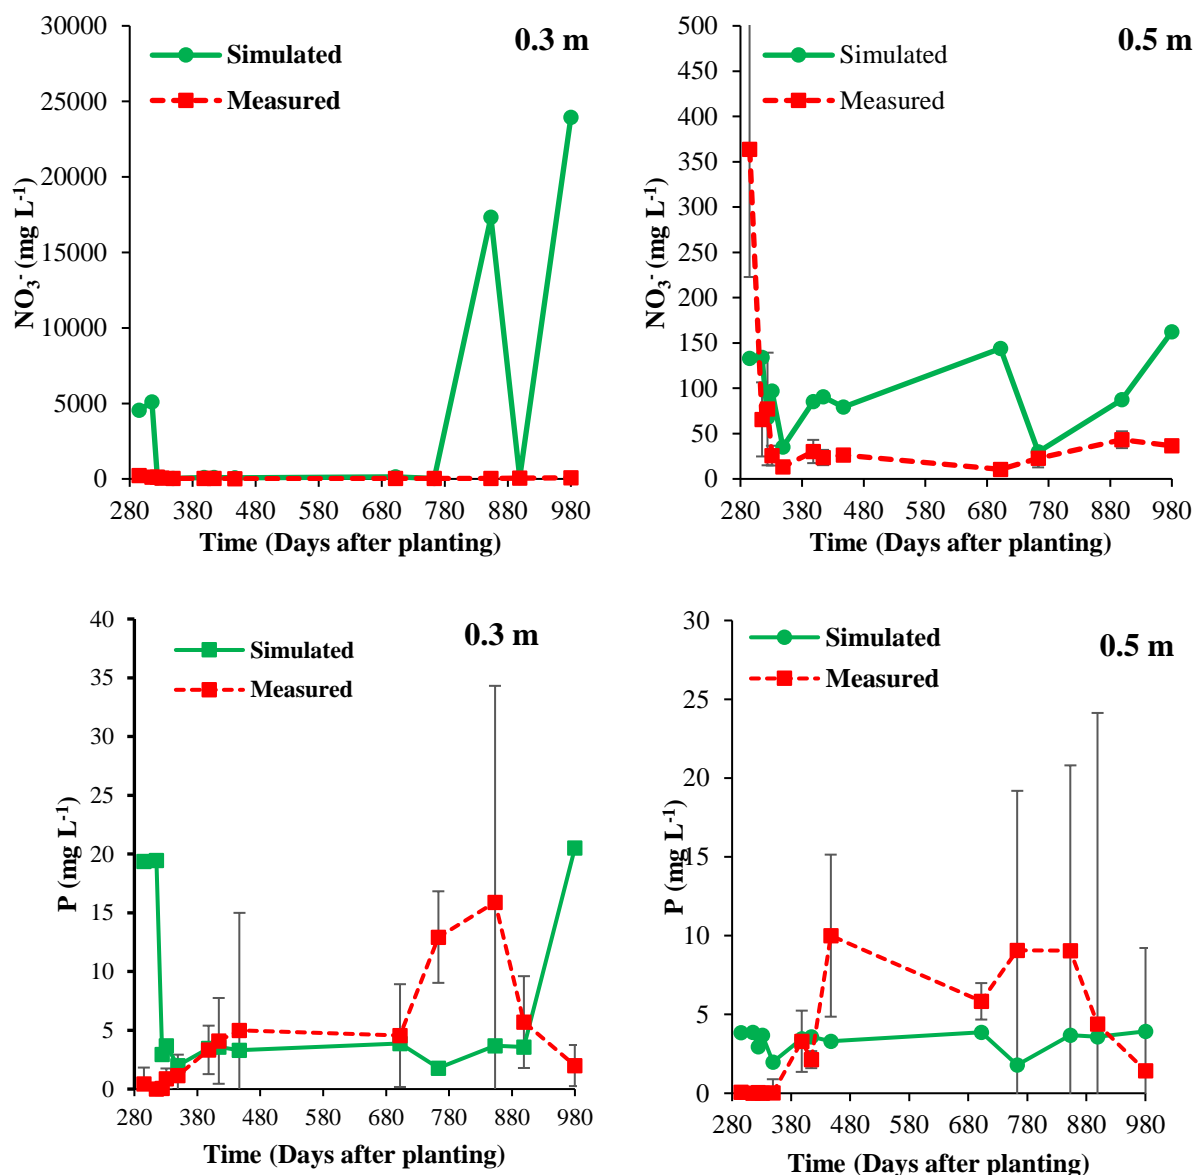 30000
25000
20000
15000
10000
5000
0
NO₃⁻ (mg L⁻¹)
Simulated
Measured
0.3 m
280 380 480 580 680 780 880 980
Time (Days after planting)
500
450
400
350
300
250
200
150
100
50
0
NO₃⁻ (mg L⁻¹)
Simulated
Measured
0.5 m
280 380 480 580 680 780 880 980
Time (Days after planting)
40
35
30
25
20
15
10
5
0
P (mg L⁻¹)
Simulated
Measured
0.3 m
280 380 480 580 680 780 880 980
Time (Days after planting)
30
25
20
15
10
5
0
P (mg L⁻¹)
Simulated
Measured
0.5 m
280 380 480 580 680 780 880 980
Time (Days after planting)